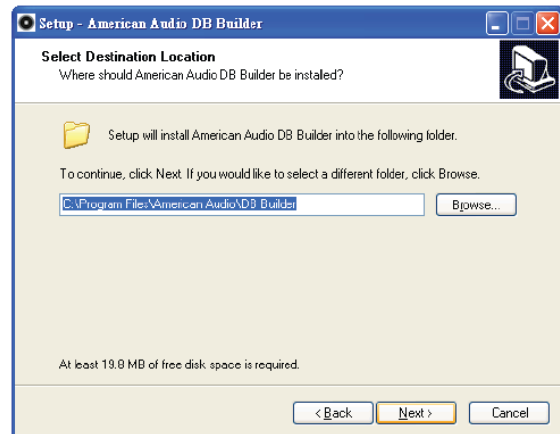 Setup - American Audio DB Builder
Select Destination Location
Where should American Audio DB Builder be installed?
Setup will install American Audio DB Builder into the following folder.
To continue, click Next. If you would like to select a different folder, click Browse.
C:\Program Files\American Audio\DB Builder
Browse...
At least 19.8 MB of free disk space is required.
< Back
Next >
Cancel